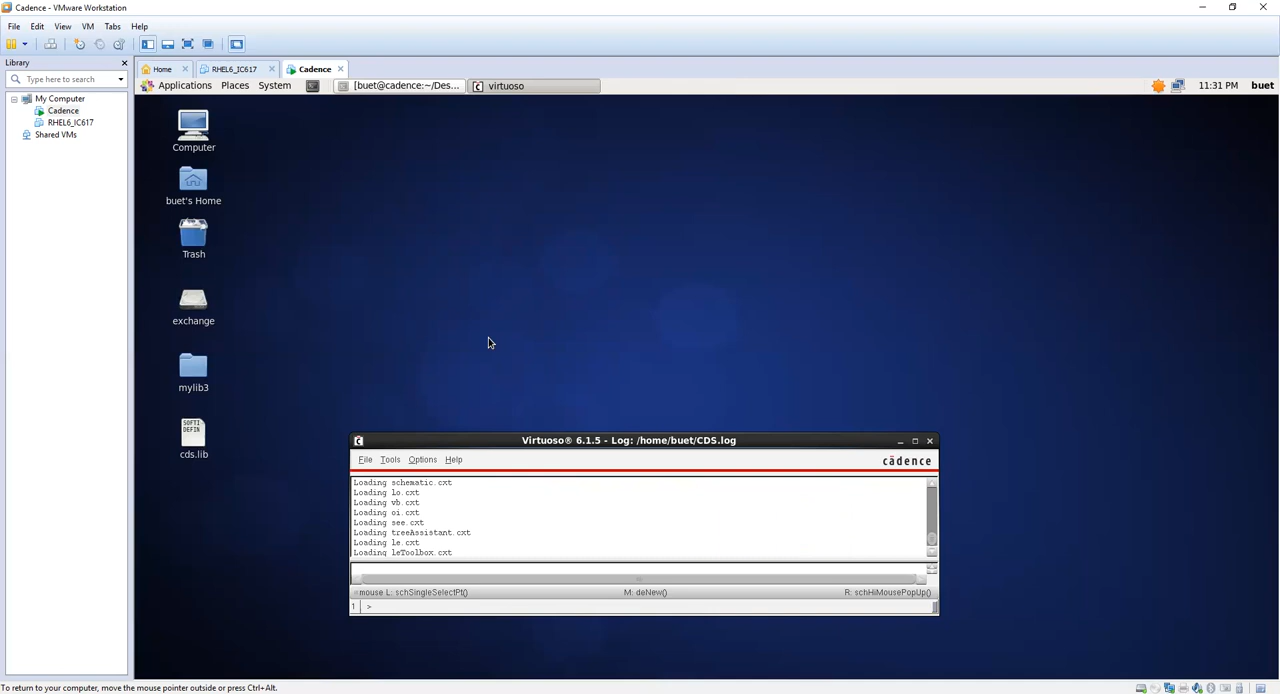 Cadence - VMware Workstation
File Edit View VM Tabs Help
Library
Type here to search
My Computer
Cadence
RHEL6_IC617
Shared VMs
Home RHEL6_IC617 Cadence
Applications Places System [buet@cadence:~/Des... virtuoso 11:31 PM buet
Computer
buet's Home
Trash
exchange
mylib3
SOFTI
DEFIN
cds.lib
Virtuoso® 6.1.5 - Log: /home/buet/CDS.log
File Tools Options Help cādence
Loading schematic.cxt
Loading lo.cxt
Loading vb.cxt
Loading oi.cxt
Loading see.cxt
Loading treeAssistant.cxt
Loading le.cxt
Loading leToolbox.cxt
mouse L: schSingleSelectPt() M: deNew() R: schHiMousePopUp()
1 >
To return to your computer, move the mouse pointer outside or press Ctrl+Alt.